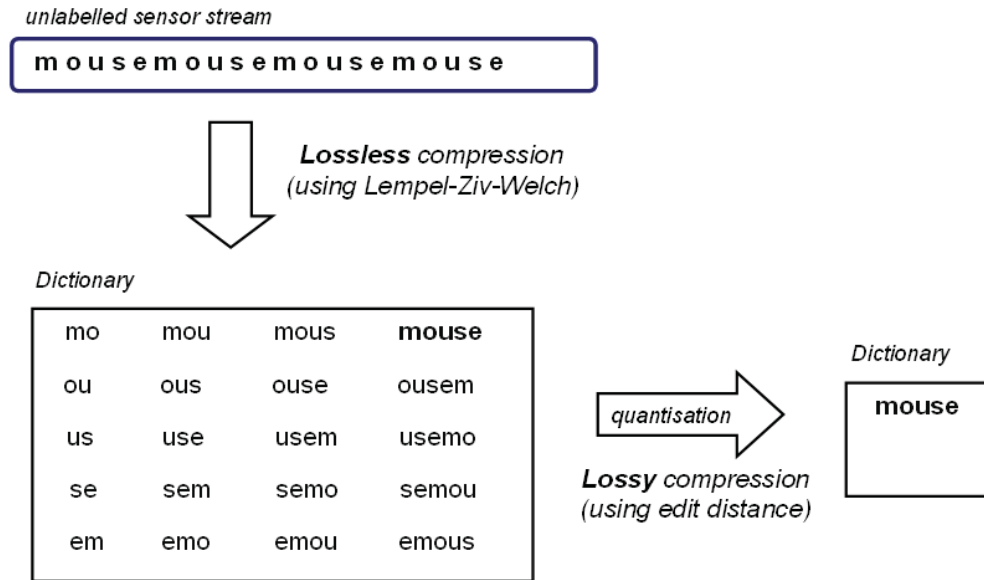 unlabelled sensor stream
m o u s e m o u s e m o u s e m o u s e
Lossless compression
(using Lempel-Ziv-Welch)
Dictionary
mo mou mous mouse
ou ous ouse ousem
us use usem usemo
se sem semo semou
em emo emou emous
quantisation
Lossy compression
(using edit distance)
Dictionary
mouse